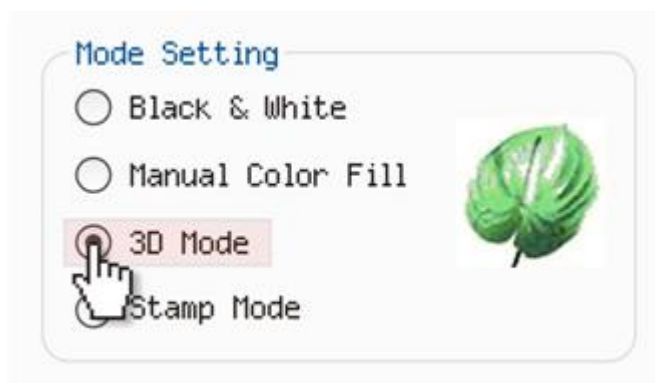 Mode Setting
Black & White
Manual Color Fill
3D Mode
Stamp Mode